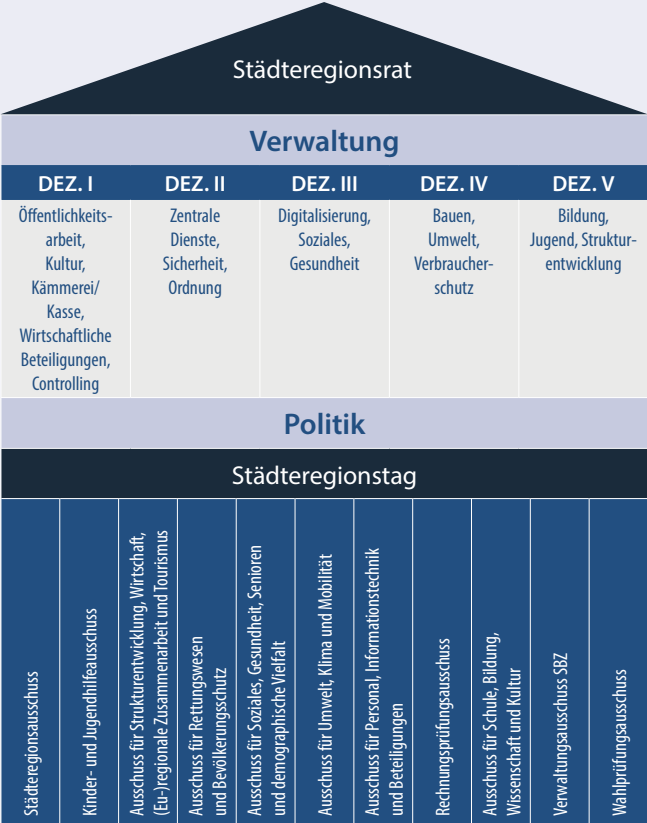 Städteregionsrat
Verwaltung
DEZ. I
Öffentlichkeits-
arbeit,
Kultur,
Kämmerei/
Kasse,
Wirtschaftliche
Beteiligungen,
Controlling
DEZ. II
Zentrale
Dienste,
Sicherheit,
Ordnung
DEZ. III
Digitalisierung,
Soziales,
Gesundheit
DEZ. IV
Bauen,
Umwelt,
Verbraucher-
schutz
DEZ. V
Bildung,
Jugend, Struktur-
entwicklung
Politik
Städteregionstag
Städteregionsausschuss
Kinder- und Jugendhilfeausschuss
Ausschuss für Strukturentwicklung, Wirtschaft,
(Eu-)regionale Zusammenarbeit und Tourismus
Ausschuss für Rettungswesen
und Bevölkerungsschutz
Ausschuss für Soziales, Gesundheit, Senioren
und demographische Vielfalt
Ausschuss für Umwelt, Klima und Mobilität
Ausschuss für Personal, Informationstechnik
und Beteiligungen
Rechnungsprüfungsausschuss
Ausschuss für Schule, Bildung,
Wissenschaft und Kultur
Verwaltungsausschuss SBZ
Wahlprüfungsausschuss